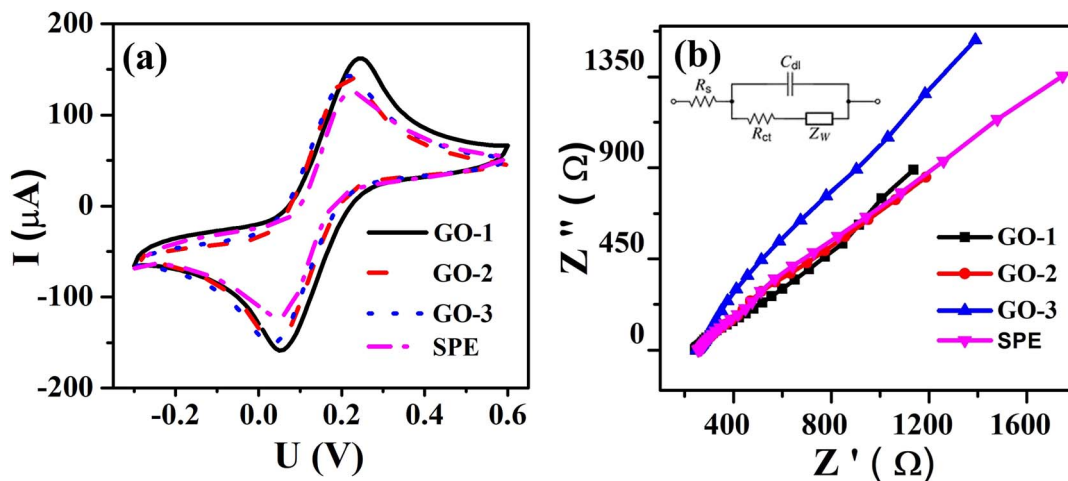 (a)
200
100
0
-100
-200
I (μA)
-0.2
0.0
0.2
0.4
0.6
U (V)
GO-1
GO-2
GO-3
SPE
(b)
1350
900
450
0
Z'' ( Ω)
400
800
1200
1600
Z ' ( Ω)
Rs
Cdl
Rct
ZW
GO-1
GO-2
GO-3
SPE